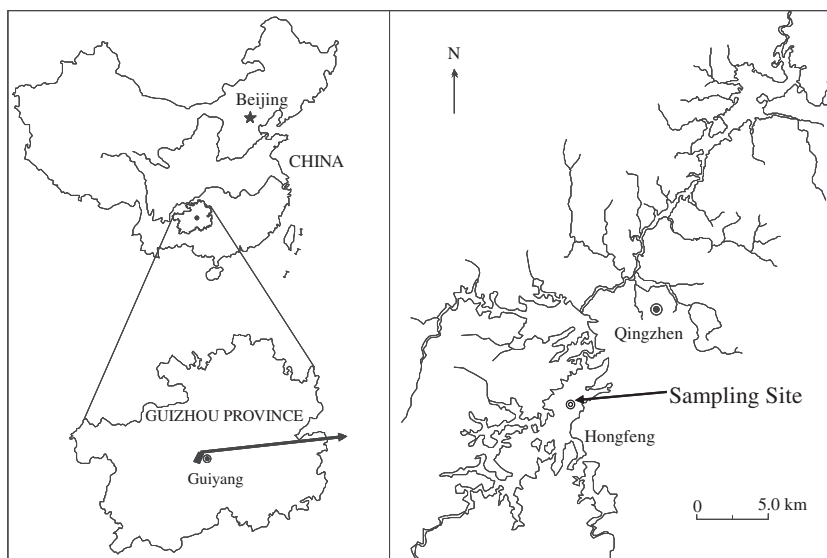 Beijing
CHINA
GUIZHOU PROVINCE
Guiyang
N
Qingzhen
Sampling Site
Hongfeng
0 5.0 km